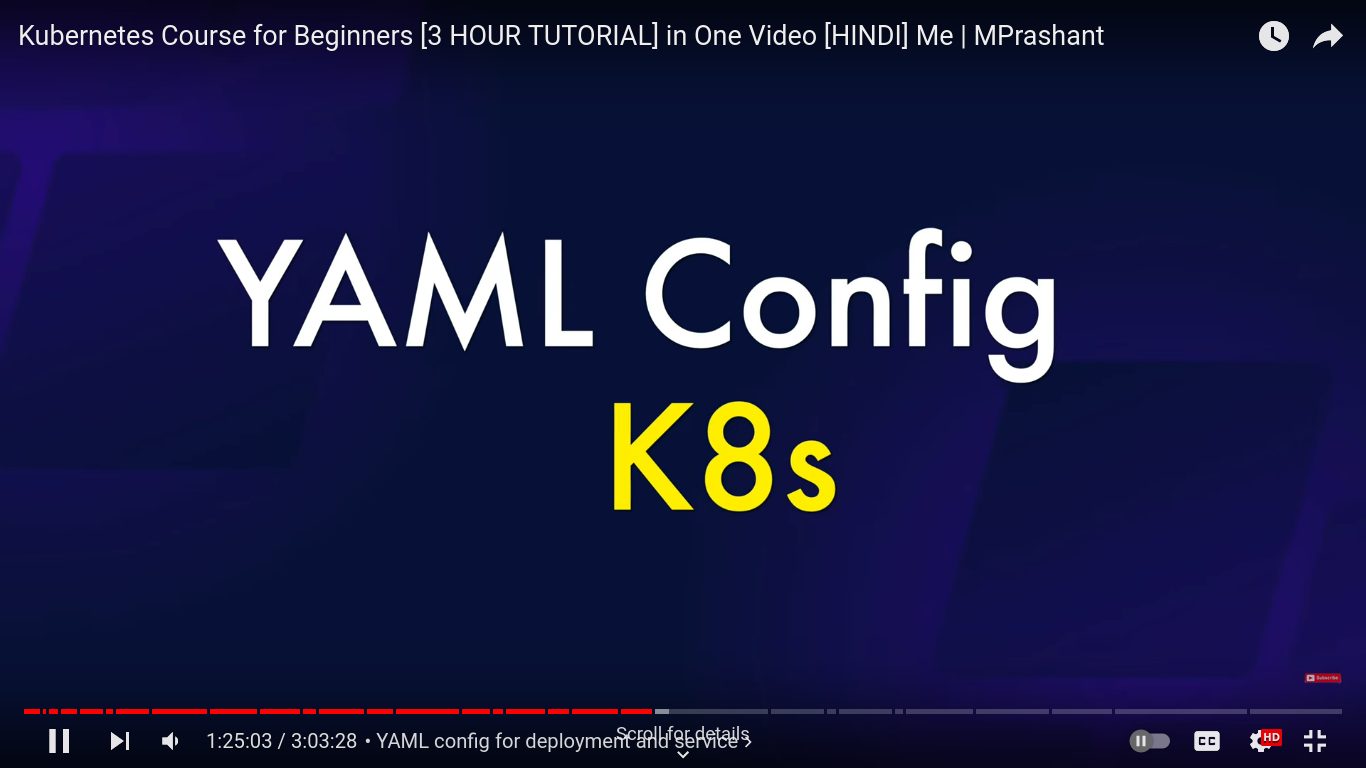 Kubernetes Course for Beginners [3 HOUR TUTORIAL] in One Video [HINDI] Me | MPrashant
YAML Config
K8s
Subscribe
Scroll for details
1:25:03 / 3:03:28 • YAML config for deployment and service ›
CC
HD